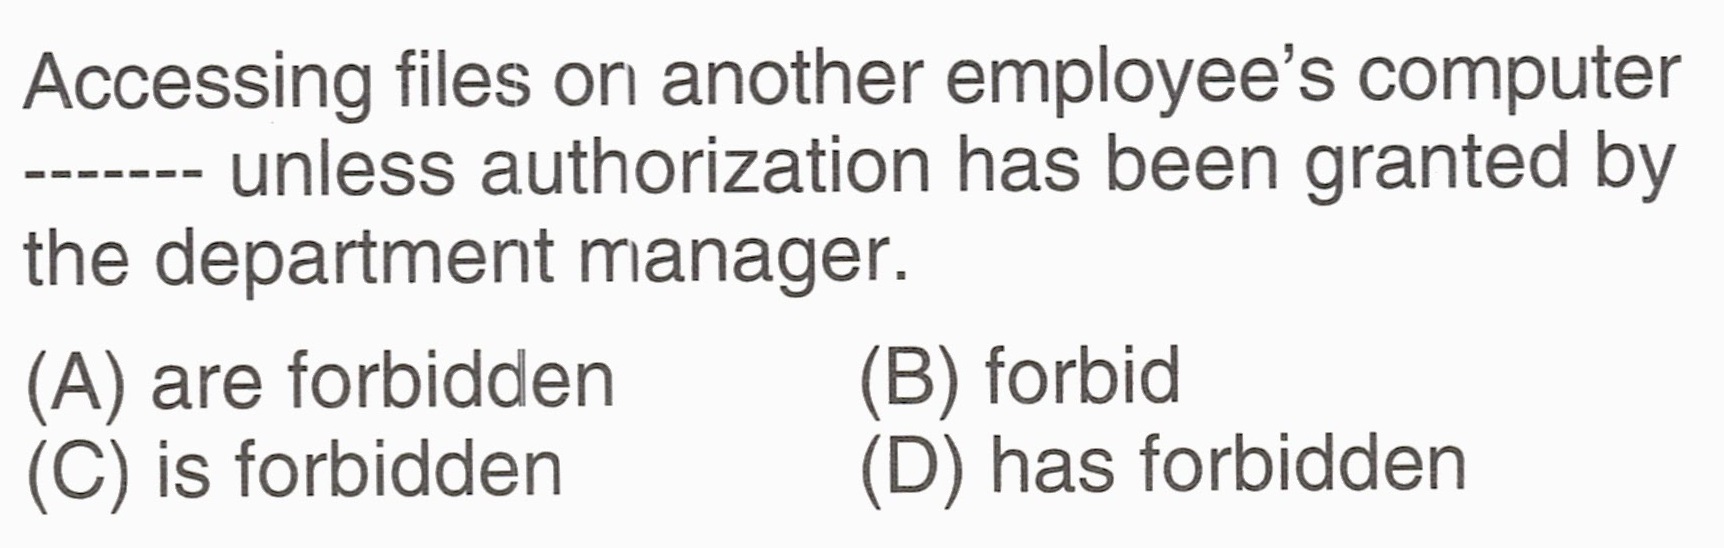 Accessing files on another employee's computer
------- unless authorization has been granted by
the department manager.
(A) are forbidden (B) forbid
(C) is forbidden (D) has forbidden